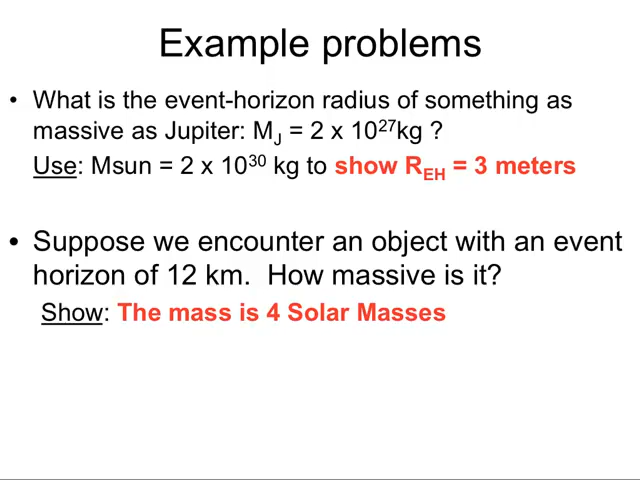 Example problems
• What is the event-horizon radius of something as
massive as Jupiter: M_J = 2 x 10^27kg ?
Use: Msun = 2 x 10^30 kg to show R_EH = 3 meters
• Suppose we encounter an object with an event
horizon of 12 km.  How massive is it?
Show: The mass is 4 Solar Masses